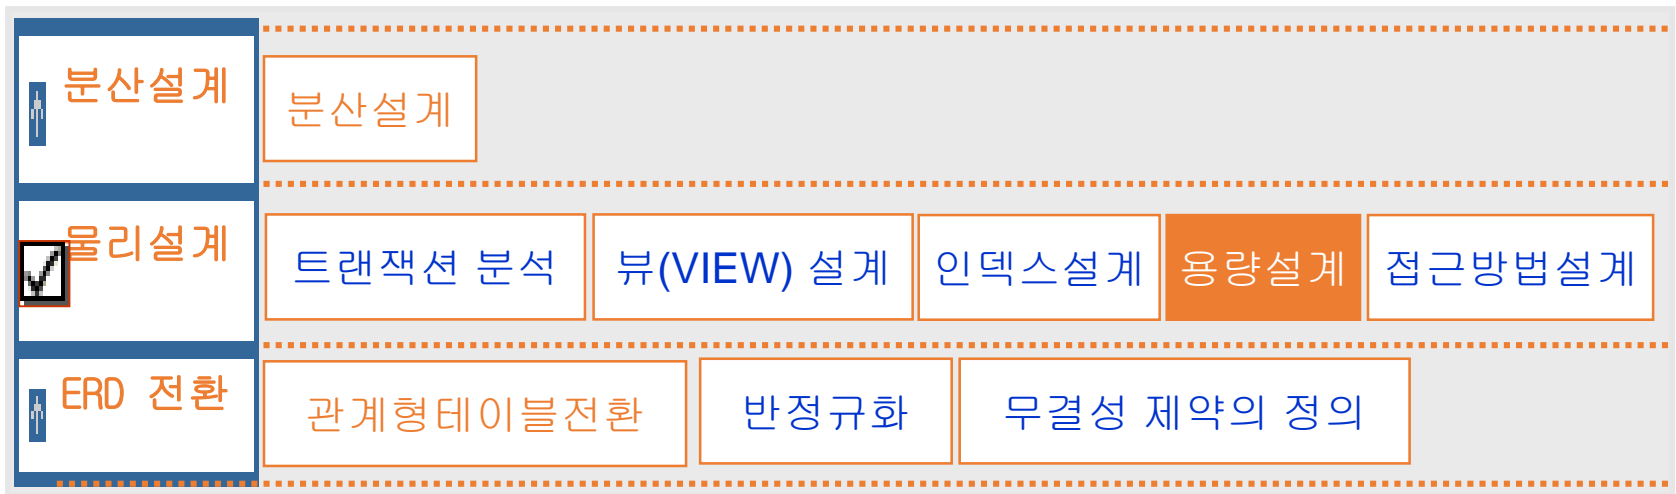 분산설계
분산설계
물리설계
트랜잭션 분석
뷰(VIEW) 설계
인덱스설계
용량설계
접근방법설계
ERD 전환
관계형테이블전환
반정규화
무결성 제약의 정의